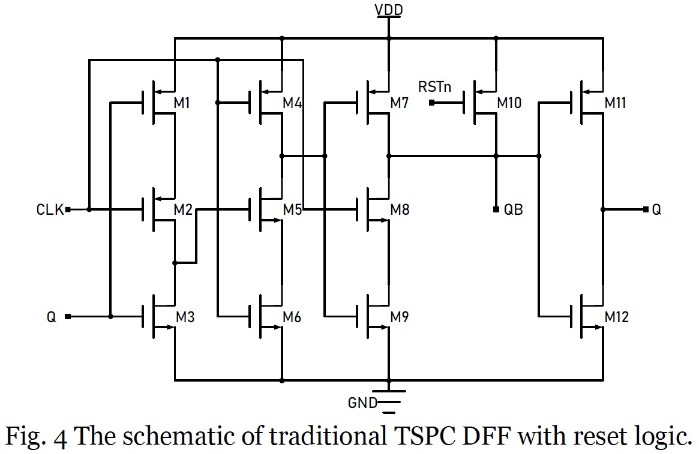 VDD
RSTn
M1
M4
M7
M10
M11
CLK
M2
M5
M8
QB
Q
Q
M3
M6
M9
M12
GND
Fig. 4 The schematic of traditional TSPC DFF with reset logic.